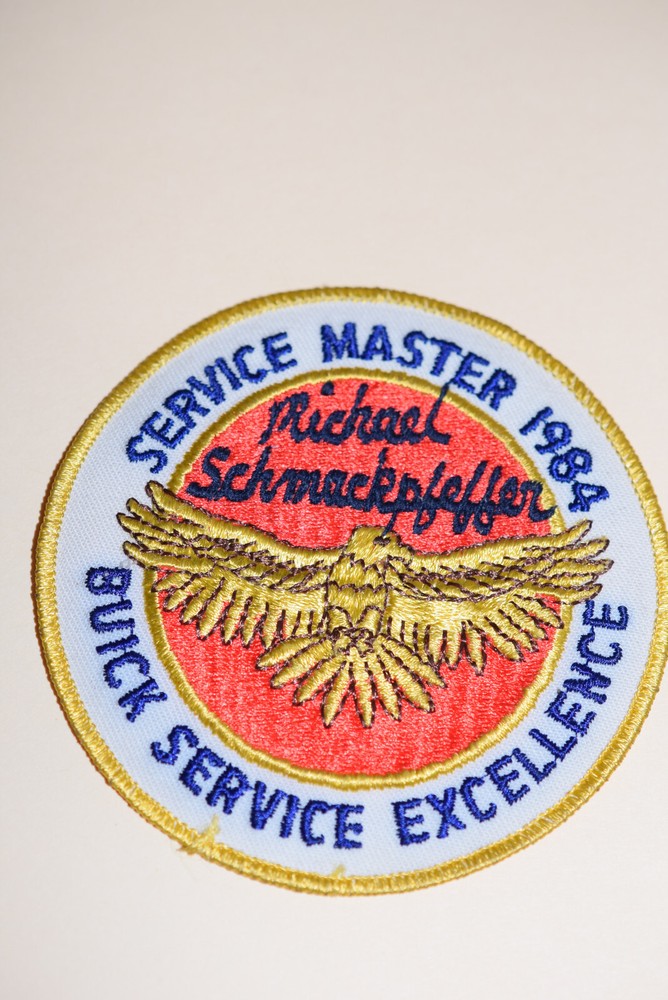 SERVICE MASTER 1984
Michael
Schmackpfeffer
BUICK SERVICE EXCELLENCE